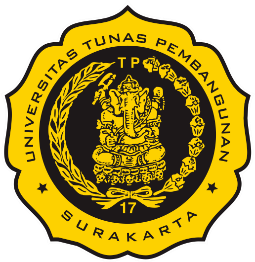 UNIVERSITAS TUNAS PEMBANGUNAN
TP
17
SURAKARTA